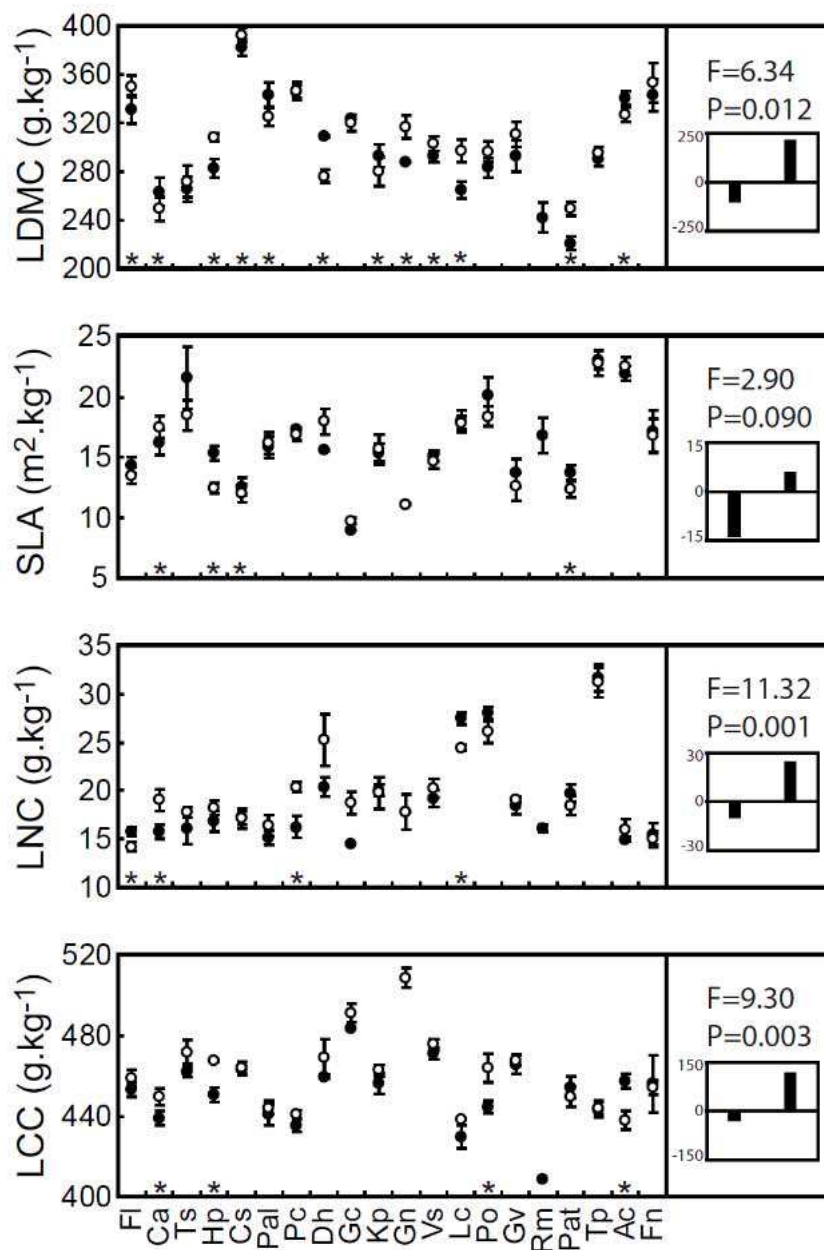 LDMC (g.kg-1)
400
360
320
280
240
200
* * * * * * * * * * * * *
F=6.34
P=0.012
250
0
-250
SLA (m2.kg-1)
25
20
15
10
5
* * * *
F=2.90
P=0.090
15
0
-15
LNC (g.kg-1)
35
30
25
20
15
10
* * * *
F=11.32
P=0.001
30
0
-30
LCC (g.kg-1)
520
480
440
400
* * * *
F=9.30
P=0.003
150
0
-150
Fl Ca Ts Hp Cs Pal Pc Dh Gc Kp Gn Vs Lc Po Gv Rm Pat Tp Ac Fn